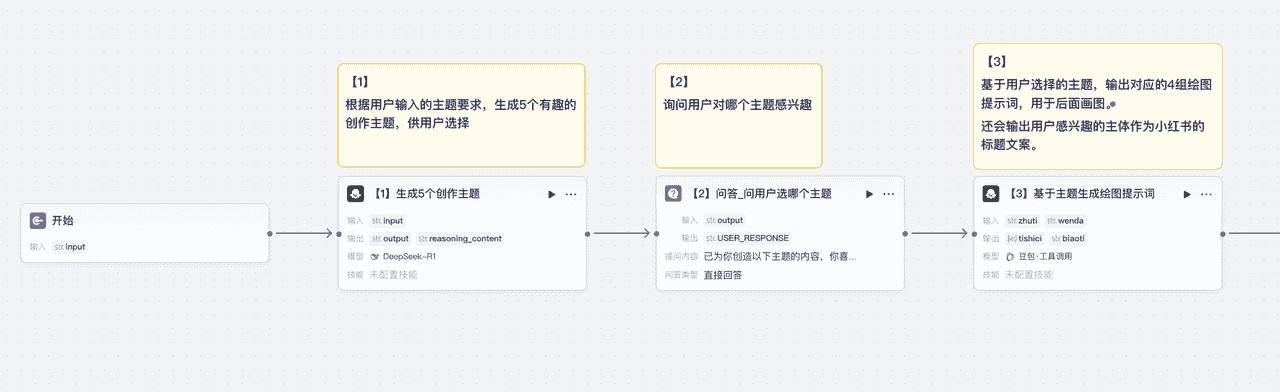 【1】
根据用户输入的主题要求，生成5个有趣的
创作主题，供用户选择
【2】
询问用户对哪个主题感兴趣
【3】
基于用户选择的主题，输出对应的4组绘图
提示词，用于后面画图。
还会输出用户感兴趣的主体作为小红书的
标题文案。
开始
输入 str.input
【1】生成5个创作主题
输入 str.input
输出 str.output str.reasoning_content
模型 DeepSeek-R1
技能 未配置技能
【2】问答_问用户选哪个主题
输入 str.output
输出 str.USER_RESPONSE
提问内容 已为你创造以下主题的内容，你喜...
问答类型 直接回答
【3】基于主题生成绘图提示词
输入 str.zhuti str.wenda
输出 tishici str.biaoti
模型 豆包·工具调用
技能 未配置技能